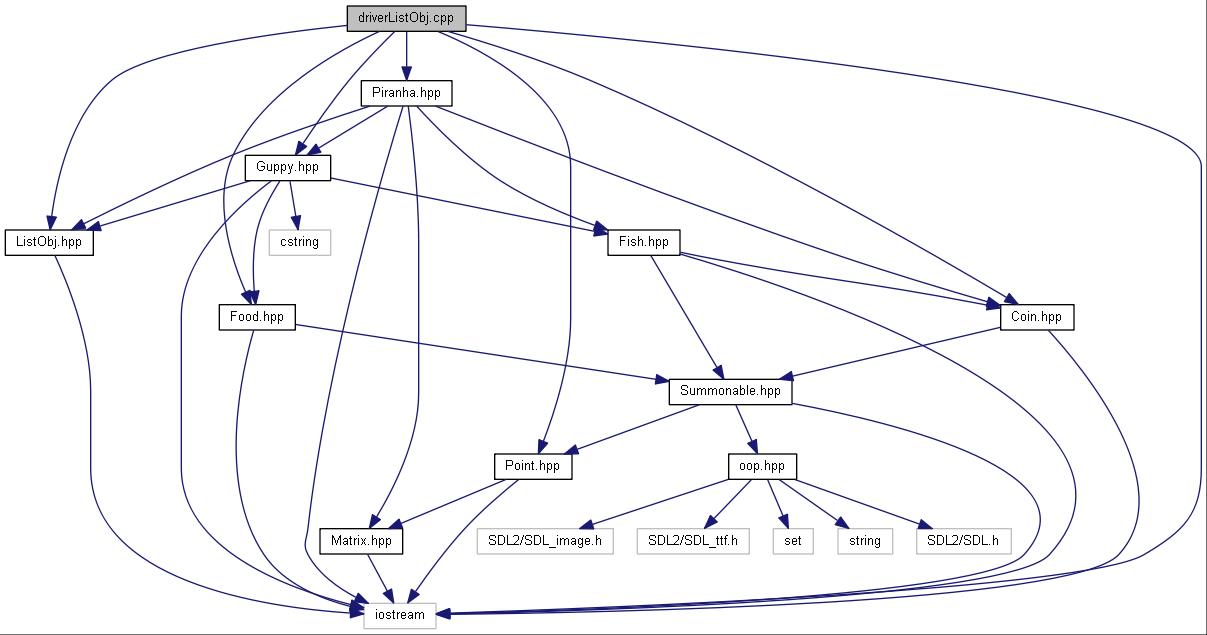 driverListObj.cpp
Piranha.hpp
Guppy.hpp
ListObj.hpp
cstring
Fish.hpp
Food.hpp
Coin.hpp
Summonable.hpp
Point.hpp
oop.hpp
Matrix.hpp
SDL2/SDL_image.h
SDL2/SDL_ttf.h
set
string
SDL2/SDL.h
iostream